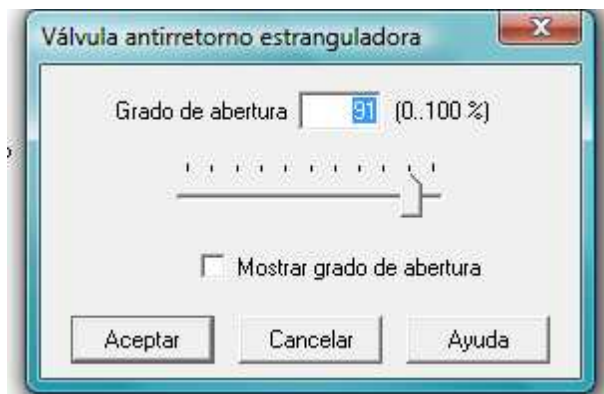 Válvula antirretorno estranguladora
Grado de abertura 91 (0..100 %)
Mostrar grado de abertura
Aceptar Cancelar Ayuda